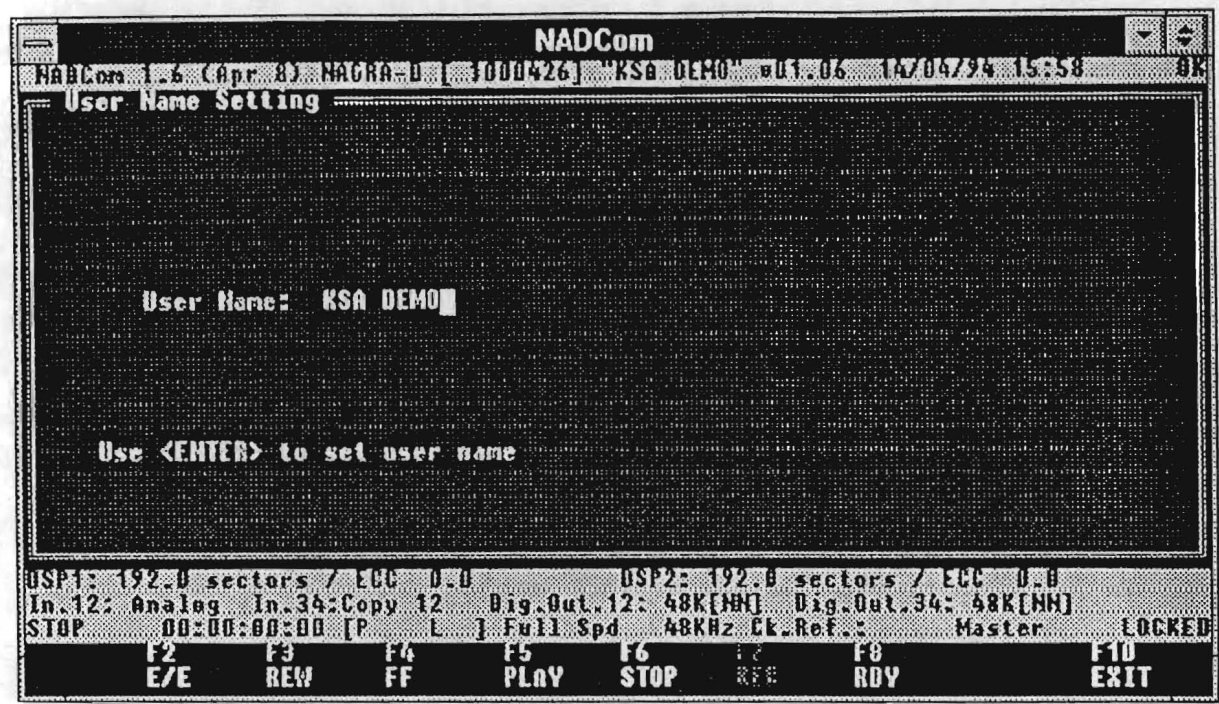 NADCom
NADCom 1.6 (Apr 8) NAGRA-D [ 1000426] "KSA DEMO" v01.06 14/04/94 15:58 OK
User Name Setting
User Name: KSA DEMO
Use <ENTER> to set user name
DSP1: 192.0 sectors / ECC 0.0 DSP2: 192.0 sectors / ECC 0.0
In.12: Analog In.34:Copy 12 Dig.Out.12: 48K[NN] Dig.Out.34: 48K[NN]
STOP 00:00:00:00 [P L ] Full Spd 48KHz Ck.Ref.: Master LOCKED
F2 F3 F4 F5 F6 F7 F8 F10
E/E REW FF PLAY STOP REC RDY EXIT